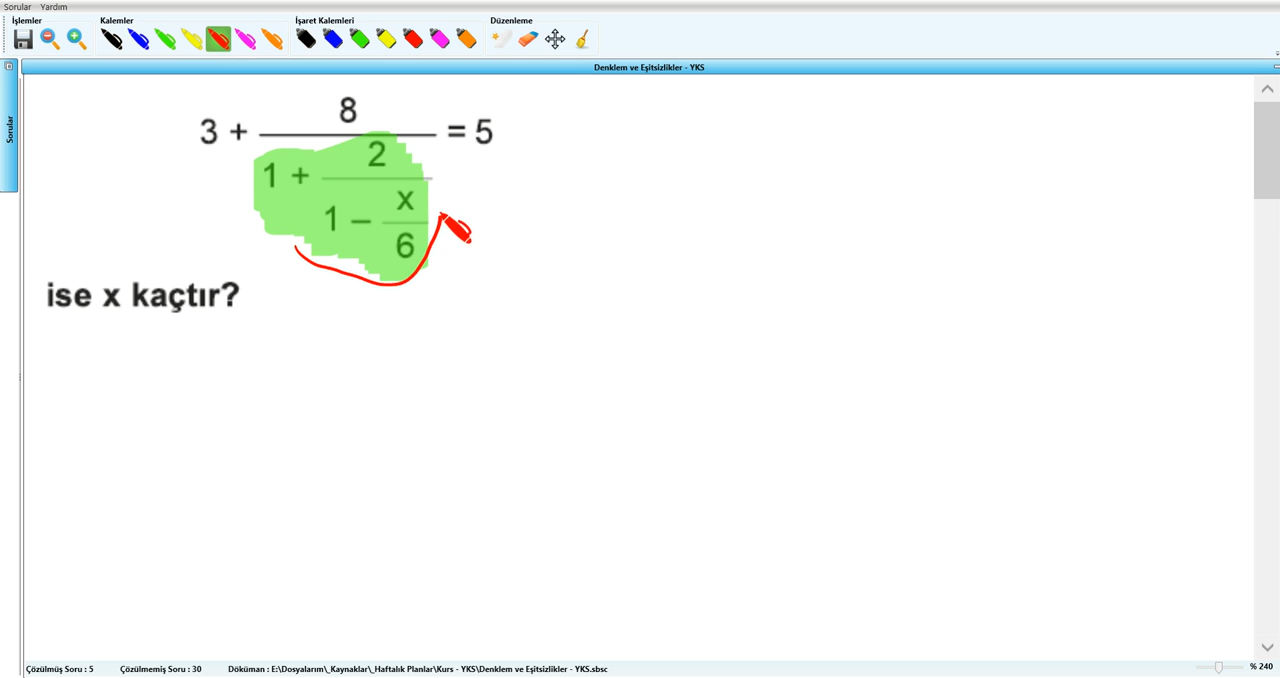 Sorular Yardım
İşlemler Kalemler İşaret Kalemleri Düzenleme
Denklem ve Eşitsizlikler - YKS
Sorular
8
3 + = 5
2
1 +
x
1 –
6
ise x kaçtır?
Çözülmüş Soru : 5 Çözülmemiş Soru : 30 Döküman : E:\Dosyalarım\_Kaynaklar\_Haftalık Planlar\Kurs - YKS\Denklem ve Eşitsizlikler - YKS.sbsc % 240